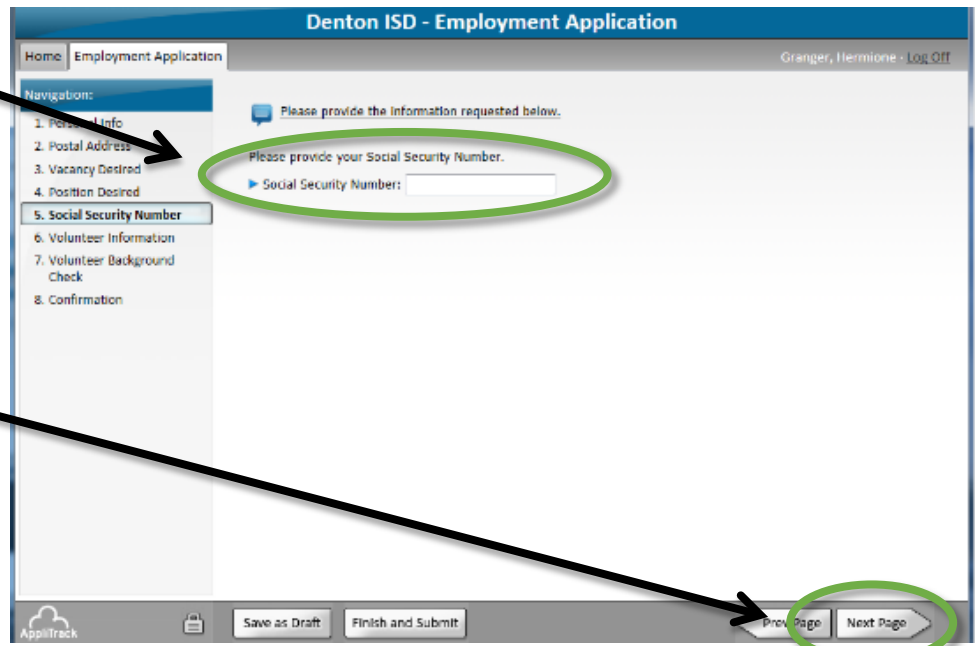 Denton ISD - Employment Application
Home Employment Application Granger, Hermione - Log Off
Navigation:
1. Personal Info
2. Postal Address
3. Vacancy Desired
4. Position Desired
5. Social Security Number
6. Volunteer Information
7. Volunteer Background
Check
8. Confirmation
Please provide the information requested below.
Please provide your Social Security Number.
Social Security Number:
AppliTrack Save as Draft Finish and Submit Prev Page Next Page